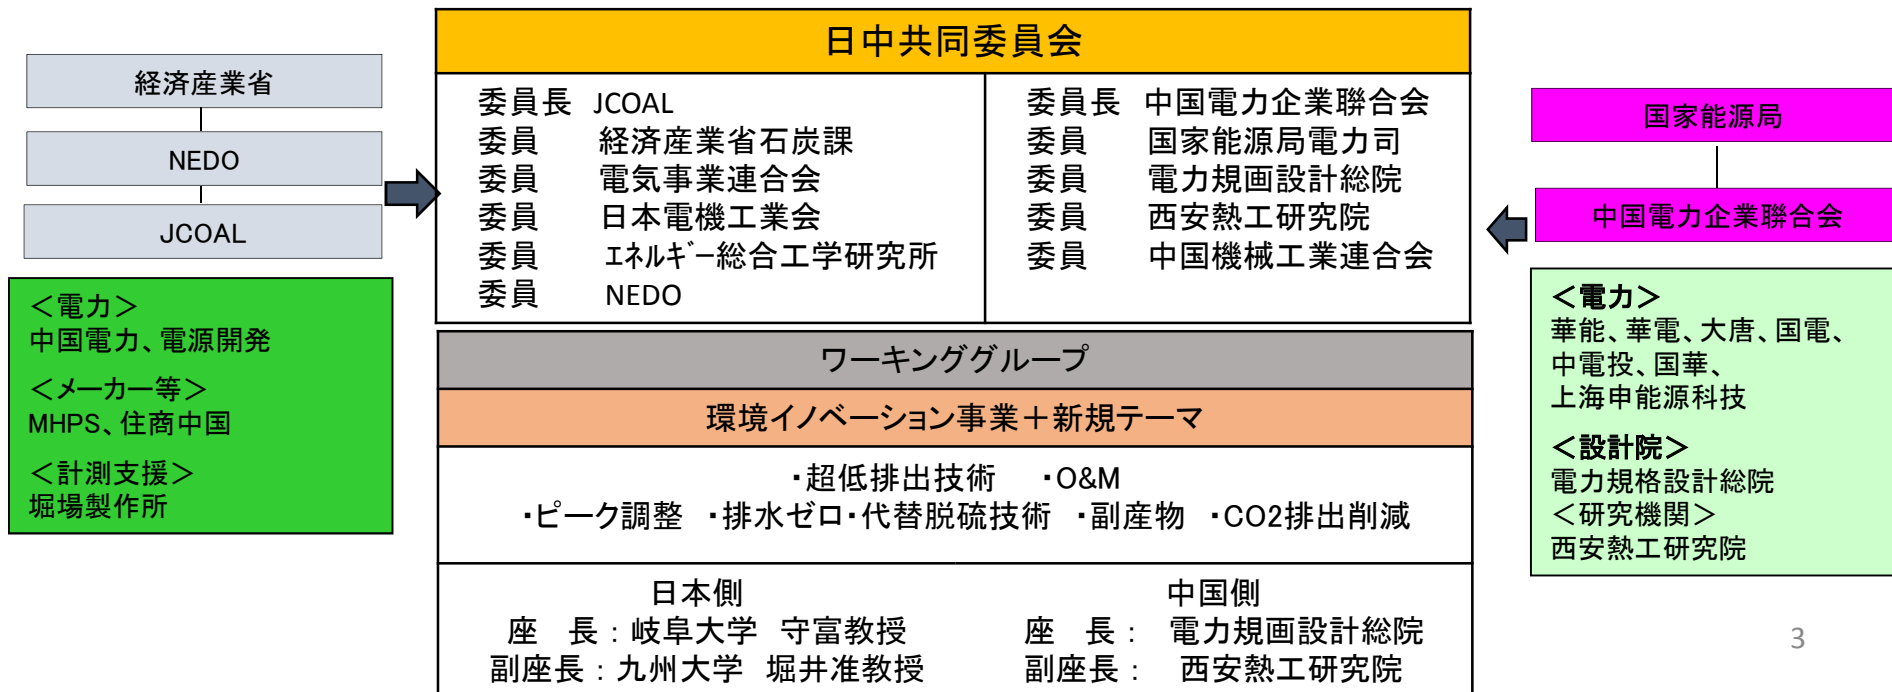 経済産業省
NEDO
JCOAL
＜電力＞
中国電力、電源開発
＜メーカー等＞
MHPS、住商中国
＜計測支援＞
堀場製作所
日中共同委員会
委員長 JCOAL
委員 経済産業省石炭課
委員 電気事業連合会
委員 日本電機工業会
委員 ｴﾈﾙｷﾞｰ総合工学研究所
委員 NEDO
委員長 中国電力企業聯合会
委員 国家能源局電力司
委員 電力規画設計総院
委員 西安熱工研究院
委員 中国機械工業連合会
ワーキンググループ
環境イノベーション事業＋新規テーマ
・超低排出技術 ・O&M
・ピーク調整 ・排水ゼロ・代替脱硫技術 ・副産物 ・CO2排出削減
日本側
座 長：岐阜大学 守富教授
副座長：九州大学 堀井准教授
中国側
座 長： 電力規画設計総院
副座長： 西安熱工研究院
国家能源局
中国電力企業聯合会
＜電力＞
華能、華電、大唐、国電、
中電投、国華、
上海申能源科技
＜設計院＞
電力規格設計総院
＜研究機関＞
西安熱工研究院
3